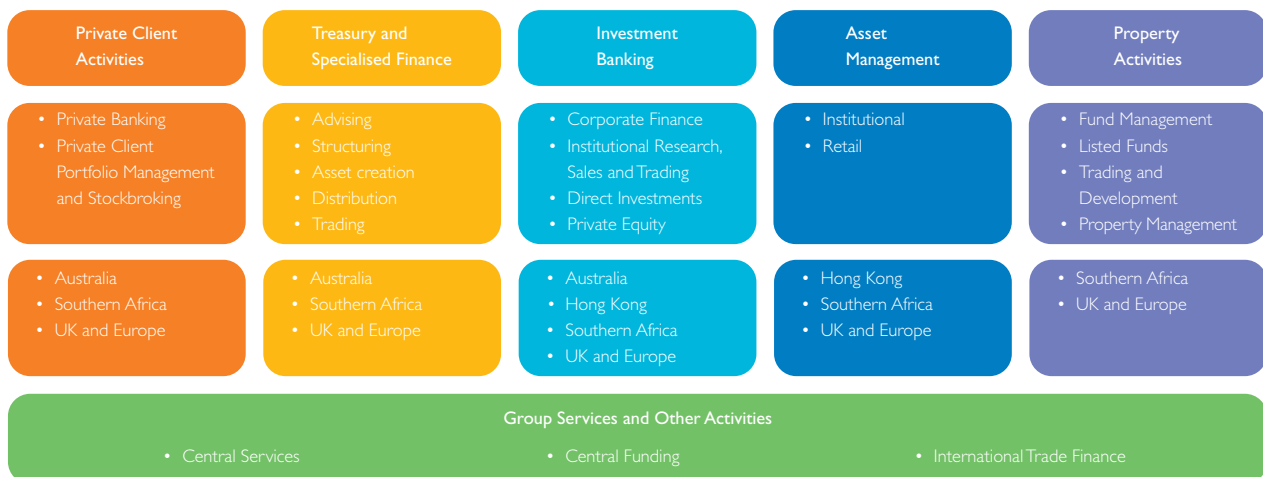 Private Client
Activities
• Private Banking
• Private Client
Portfolio Management
and Stockbroking
• Australia
• Southern Africa
• UK and Europe
Treasury and
Specialised Finance
• Advising
• Structuring
• Asset creation
• Distribution
• Trading
• Australia
• Southern Africa
• UK and Europe
Investment
Banking
• Corporate Finance
• Institutional Research,
Sales and Trading
• Direct Investments
• Private Equity
• Australia
• Hong Kong
• Southern Africa
• UK and Europe
Asset
Management
• Institutional
• Retail
• Hong Kong
• Southern Africa
• UK and Europe
Property
Activities
• Fund Management
• Listed Funds
• Trading and
Development
• Property Management
• Southern Africa
• UK and Europe
Group Services and Other Activities
• Central Services
• Central Funding
• International Trade Finance